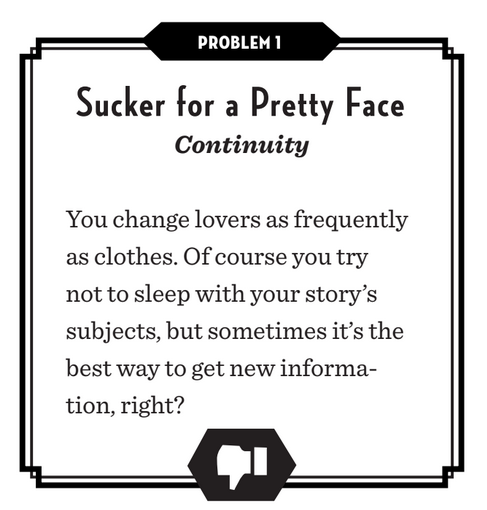 PROBLEM 1
Sucker for a Pretty Face
Continuity
You change lovers as frequently
as clothes. Of course you try
not to sleep with your story’s
subjects, but sometimes it’s the
best way to get new informa-
tion, right?